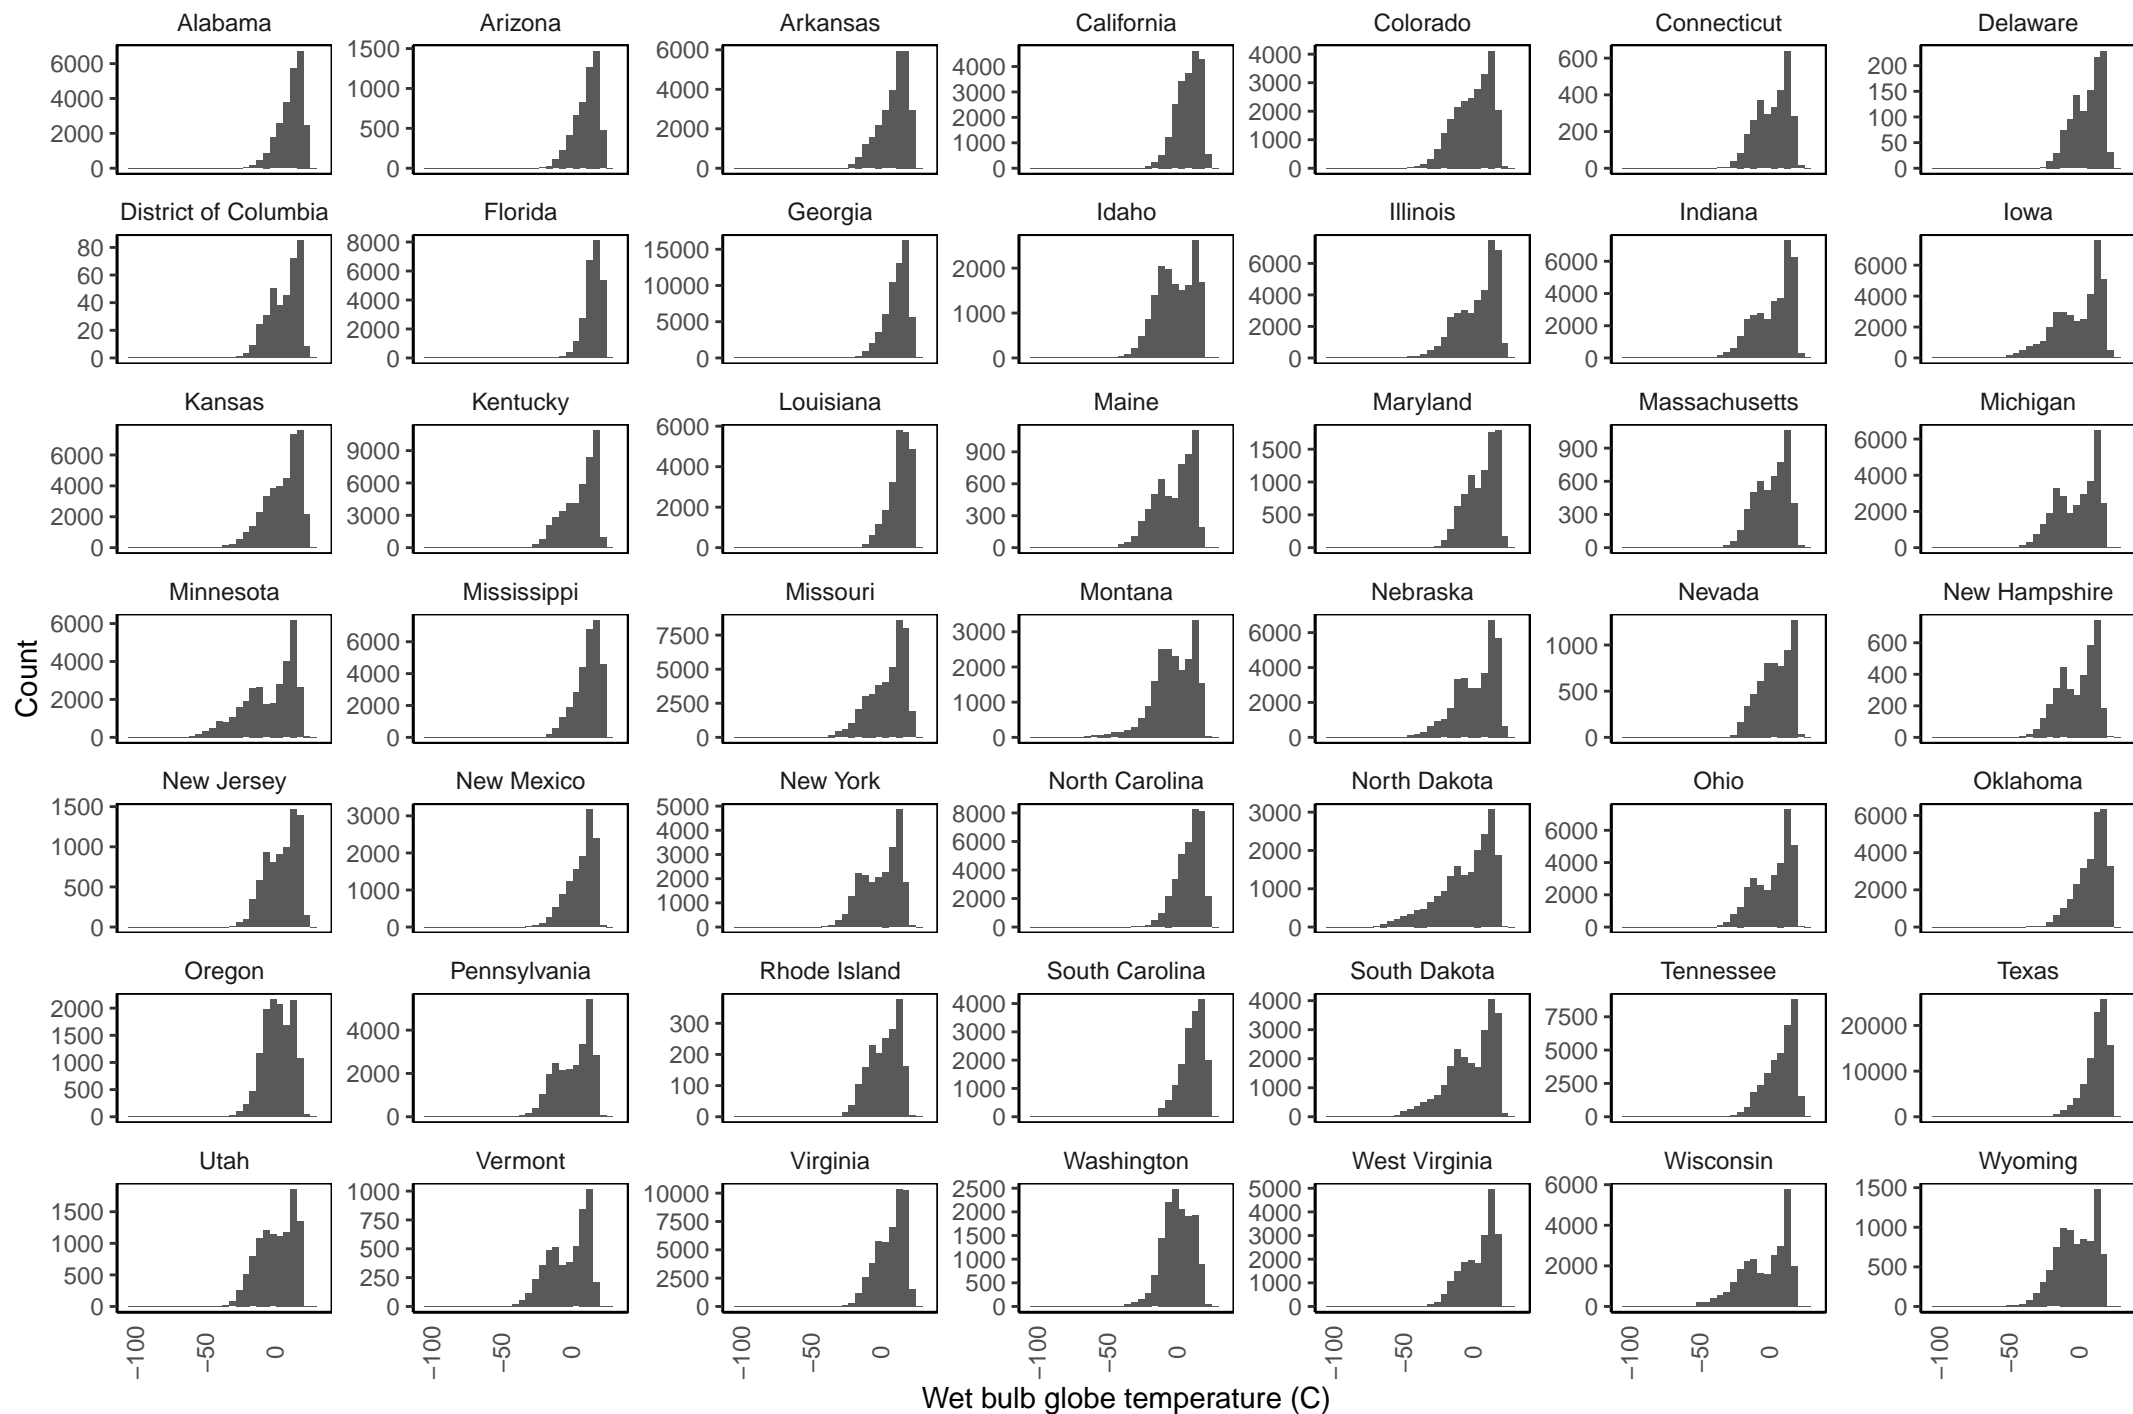 Alabama Arizona Arkansas California Colorado Connecticut Delaware
6000 4000 2000 0
1500 1000 500 0
6000 4000 2000 0
4000 3000 2000 1000 0
4000 3000 2000 1000 0
600 400 200 0
200 150 100 50 0
District of Columbia Florida Georgia Idaho Illinois Indiana Iowa
80 60 40 20 0
8000 6000 4000 2000 0
15000 10000 5000 0
2000 1000 0
6000 4000 2000 0
6000 4000 2000 0
6000 4000 2000 0
Kansas Kentucky Louisiana Maine Maryland Massachusetts Michigan
6000 4000 2000 0
9000 6000 3000 0
6000 4000 2000 0
900 600 300 0
1500 1000 500 0
900 600 300 0
6000 4000 2000 0
Minnesota Mississippi Missouri Montana Nebraska Nevada New Hampshire
6000 4000 2000 0
6000 4000 2000 0
7500 5000 2500 0
3000 2000 1000 0
6000 4000 2000 0
1000 500 0
600 400 200 0
Count
New Jersey New Mexico New York North Carolina North Dakota Ohio Oklahoma
1500 1000 500 0
3000 2000 1000 0
5000 4000 3000 2000 1000 0
8000 6000 4000 2000 0
3000 2000 1000 0
6000 4000 2000 0
6000 4000 2000 0
Oregon Pennsylvania Rhode Island South Carolina South Dakota Tennessee Texas
2000 1500 1000 500 0
4000 2000 0
300 200 100 0
4000 3000 2000 1000 0
4000 3000 2000 1000 0
7500 5000 2500 0
20000 10000 0
Utah Vermont Virginia Washington West Virginia Wisconsin Wyoming
1500 1000 500 0
1000 750 500 250 0
10000 7500 5000 2500 0
2500 2000 1500 1000 500 0
5000 4000 3000 2000 1000 0
6000 4000 2000 0
1500 1000 500 0
−100 −50 0 −100 −50 0 −100 −50 0 −100 −50 0 −100 −50 0 −100 −50 0 −100 −50 0
Wet bulb globe temperature (C)